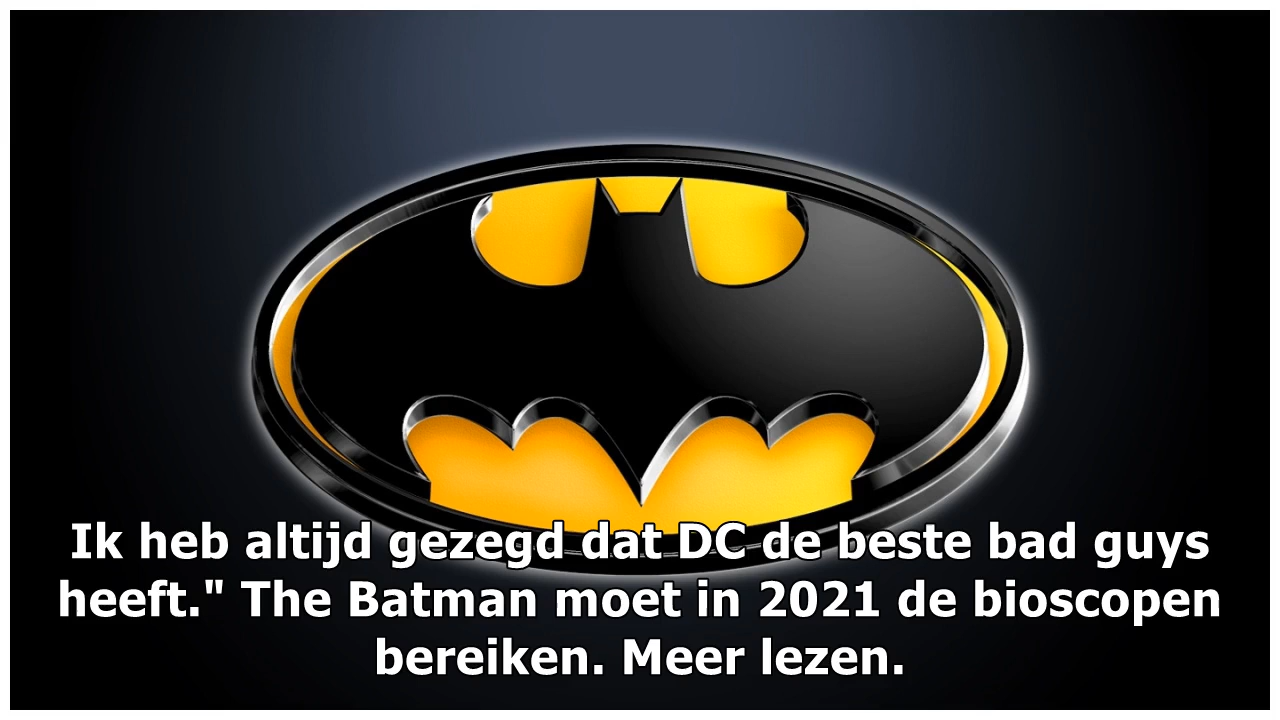 Ik heb altijd gezegd dat DC de beste bad guys
heeft." The Batman moet in 2021 de bioscopen
bereiken. Meer lezen.